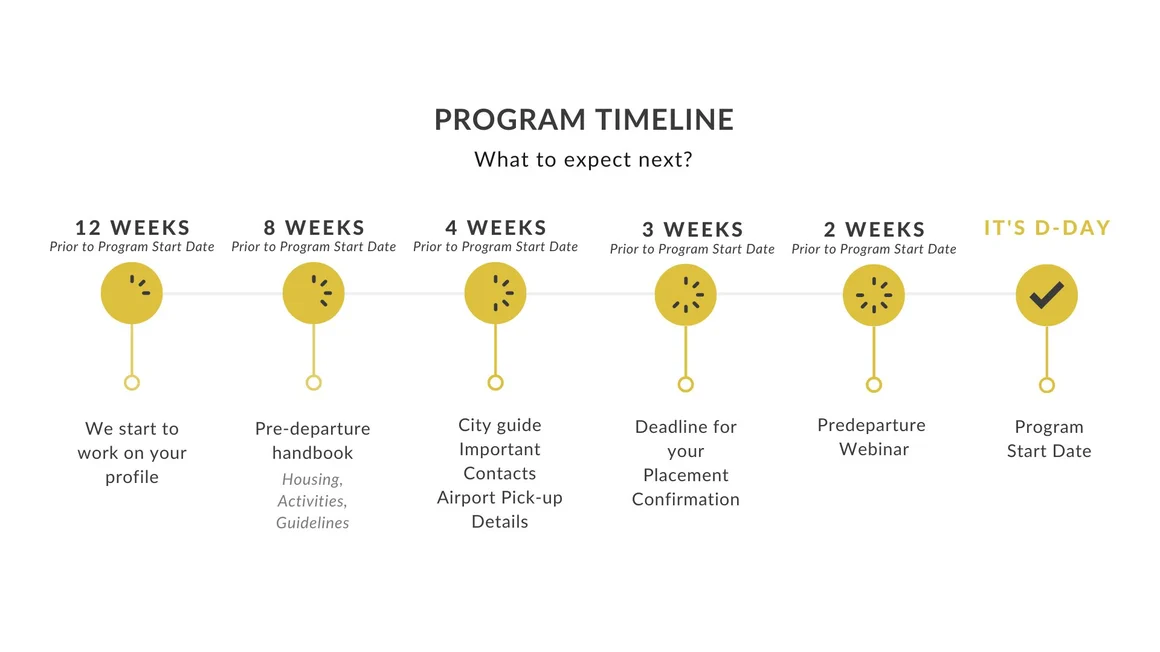 PROGRAM TIMELINE
What to expect next?
12 WEEKS
Prior to Program Start Date
We start to
work on your
profile
8 WEEKS
Prior to Program Start Date
Pre-departure
handbook
Housing,
Activities,
Guidelines
4 WEEKS
Prior to Program Start Date
City guide
Important
Contacts
Airport Pick-up
Details
3 WEEKS
Prior to Program Start Date
Deadline for
your
Placement
Confirmation
2 WEEKS
Prior to Program Start Date
Predeparture
Webinar
IT'S D-DAY
Program
Start Date